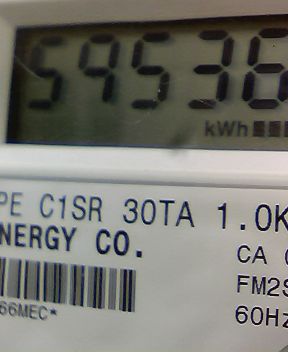 59536
kWh
PE C1SR 30TA 1.0K
NERGY CO.
CA
FM2S
60Hz
66MEC*